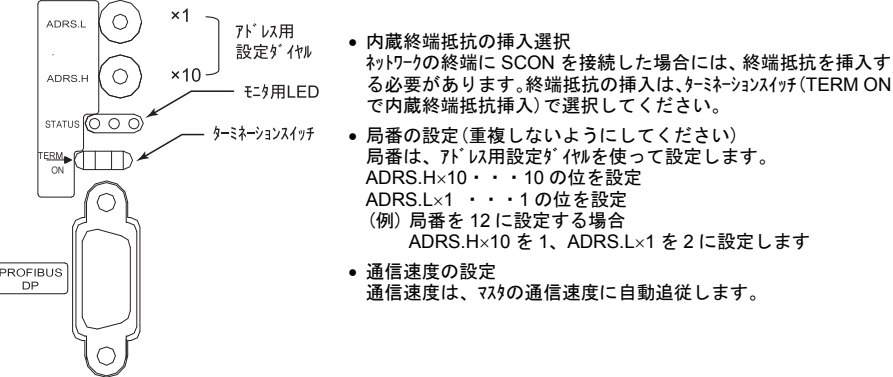 ADRS.L
×1
ｱﾄﾞﾚｽ用
設定ﾀﾞｲﾔﾙ
ADRS.H
×10
ﾓﾆﾀ用LED
STATUS
ﾀｰﾐﾈｰｼｮﾝｽｲｯﾁ
TERM
ON
PROFIBUS
DP
• 内蔵終端抵抗の挿入選択
ﾈｯﾄﾜｰｸの終端に SCON を接続した場合には、終端抵抗を挿入す
る必要があります。終端抵抗の挿入は、ﾀｰﾐﾈｰｼｮﾝｽｲｯﾁ（TERM ON
で内蔵終端抵抗挿入）で選択してください。
• 局番の設定（重複しないようにしてください）
局番は、ｱﾄﾞﾚｽ用設定ﾀﾞｲﾔﾙを使って設定します。
ADRS.H×10・・・10 の位を設定
ADRS.L×1 ・・・1 の位を設定
（例）局番を 12 に設定する場合
ADRS.H×10 を 1、ADRS.L×1 を 2 に設定します
• 通信速度の設定
通信速度は、ﾏｽﾀの通信速度に自動追従します。